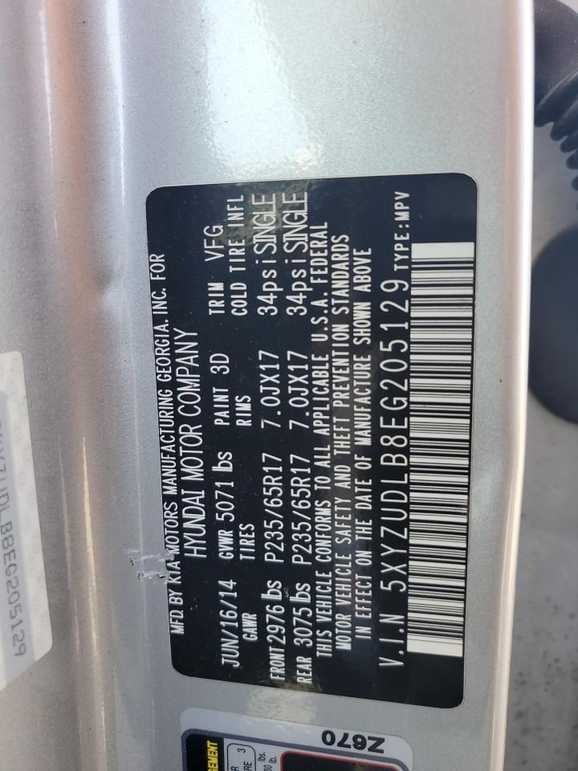 MFD. BY KIA MOTORS MANUFACTURING GEORGIA, INC. FOR
HYUNDAI MOTOR COMPANY
JUN/16/14 GVWR 5071 lbs PAINT 3D TRIM VFG
GAWR TIRES RIMS COLD TIRE INFL
FRONT 2976 lbs P235/65R17 7.0JX17 34psi SINGLE
REAR 3075 lbs P235/65R17 7.0JX17 34psi SINGLE
THIS VEHICLE CONFORMS TO ALL APPLICABLE U.S.A. FEDERAL
MOTOR VEHICLE SAFETY AND THEFT PREVENTION STANDARDS
IN EFFECT ON THE DATE OF MANUFACTURE SHOWN ABOVE
V.I.N 5XYZUDLB8EG205129 TYPE:MPV
5XYZUDLB8EG205129
Z670